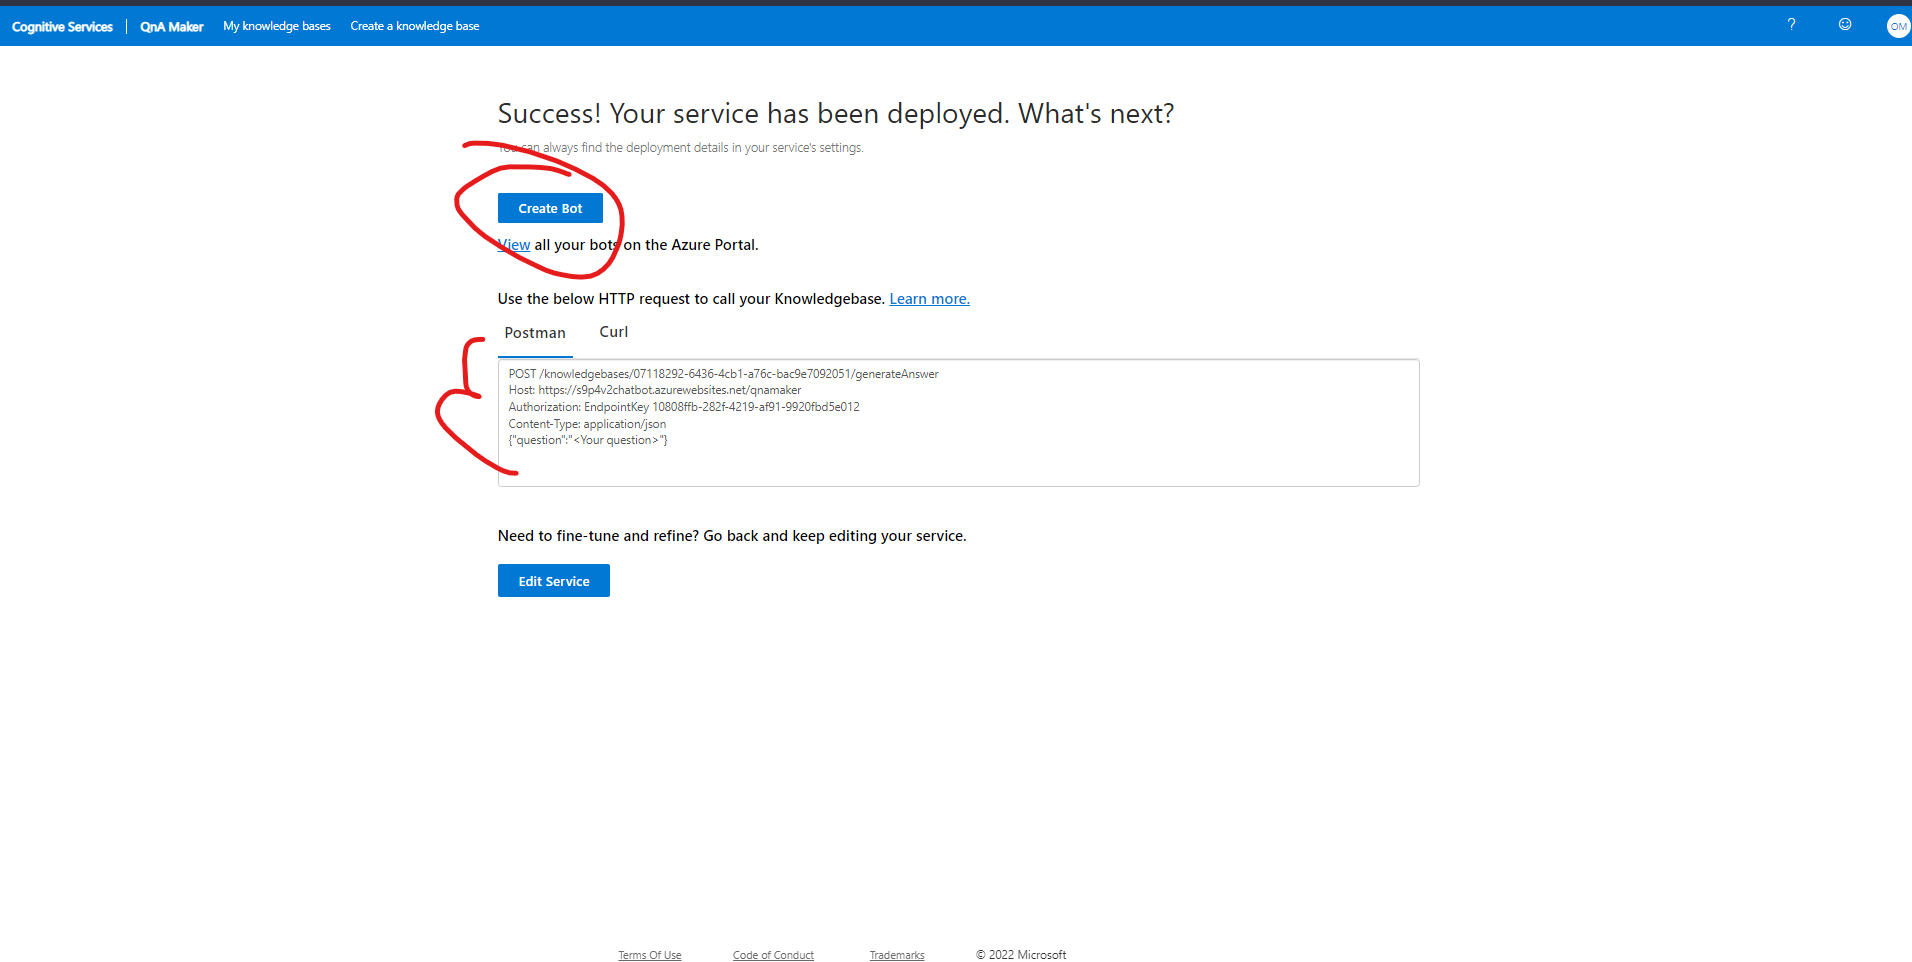 Cognitive Services | QnA Maker My knowledge bases Create a knowledge base ? OM
Success! Your service has been deployed. What's next?
You can always find the deployment details in your service's settings.
Create Bot
View all your bots on the Azure Portal.
Use the below HTTP request to call your Knowledgebase. Learn more.
Postman Curl
POST /knowledgebases/07118292-6436-4cb1-a76c-bac9e7092051/generateAnswer
Host: https://s9p4v2chatbot.azurewebsites.net/qnamaker
Authorization: EndpointKey 10808ffb-282f-4219-af91-9920fbd5e012
Content-Type: application/json
{"question":"<Your question>"}
Need to fine-tune and refine? Go back and keep editing your service.
Edit Service
Terms Of Use Code of Conduct Trademarks © 2022 Microsoft